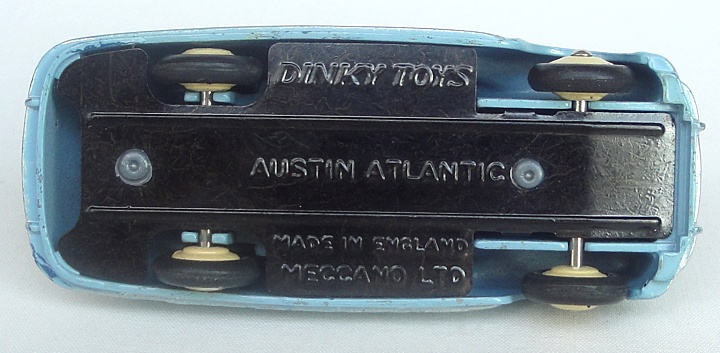 DINKY TOYS
AUSTIN ATLANTIC
MADE IN ENGLAND
MECCANO LTD